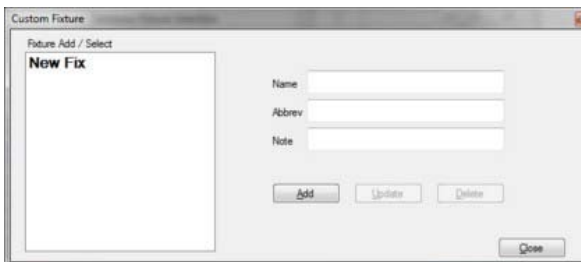 Custom Fixture
Fixture Add / Select
New Fix
Name
Abbrev
Note
Add
Update
Delete
Close